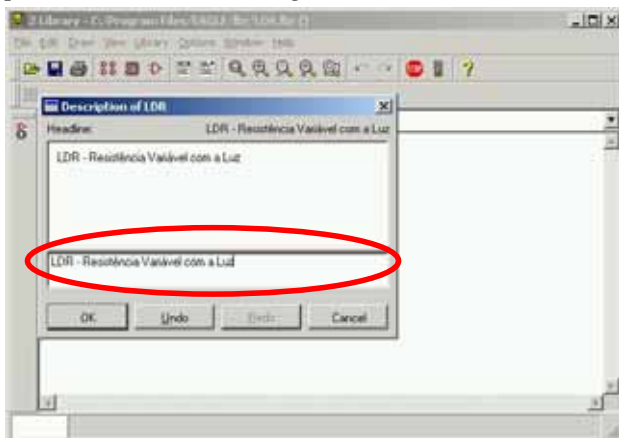 2 Library - C:\Program Files\EAGLE\lbr\LDR.lbr ()
File Edit Draw View Library Options Window Help
Description of LDR
Headline: LDR - Resistência Variável com a Luz
LDR - Resistência Variável com a Luz
LDR - Resistência Variável com a Luz
OK Undo Redo Cancel